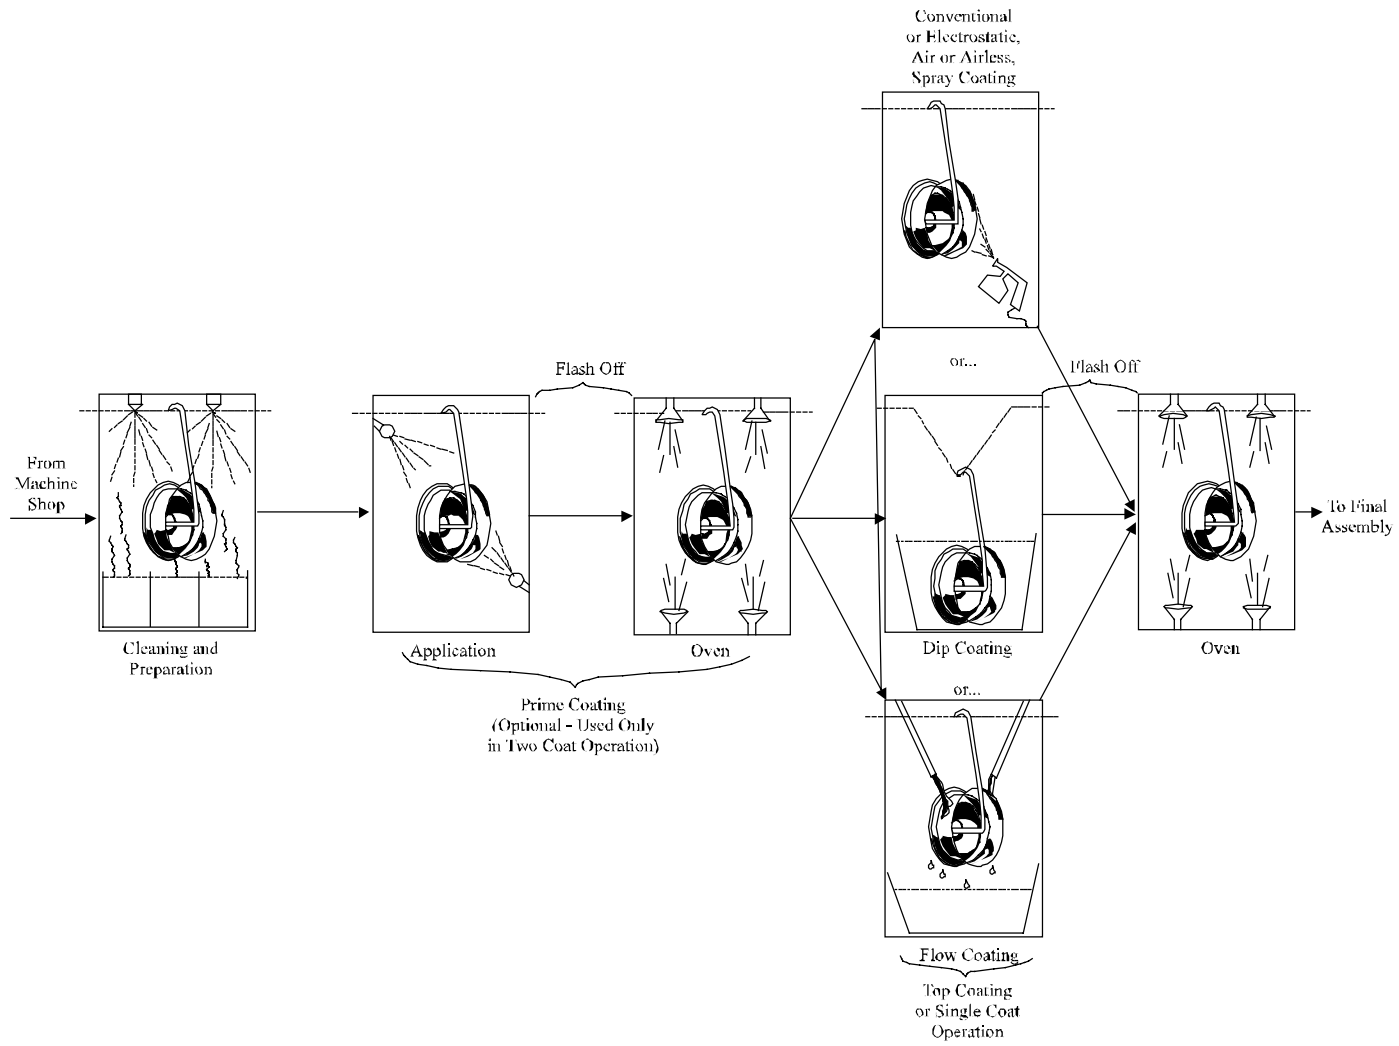 Conventional
or Electrostatic,
Air or Airless,
Spray Coating
or...
Flash Off
Flash Off
From
Machine
Shop
To Final
Assembly
Cleaning and
Preparation
Application
Oven
Dip Coating
Oven
Prime Coating
(Optional - Used Only
in Two Coat Operation)
or...
Flow Coating
Top Coating
or Single Coat
Operation